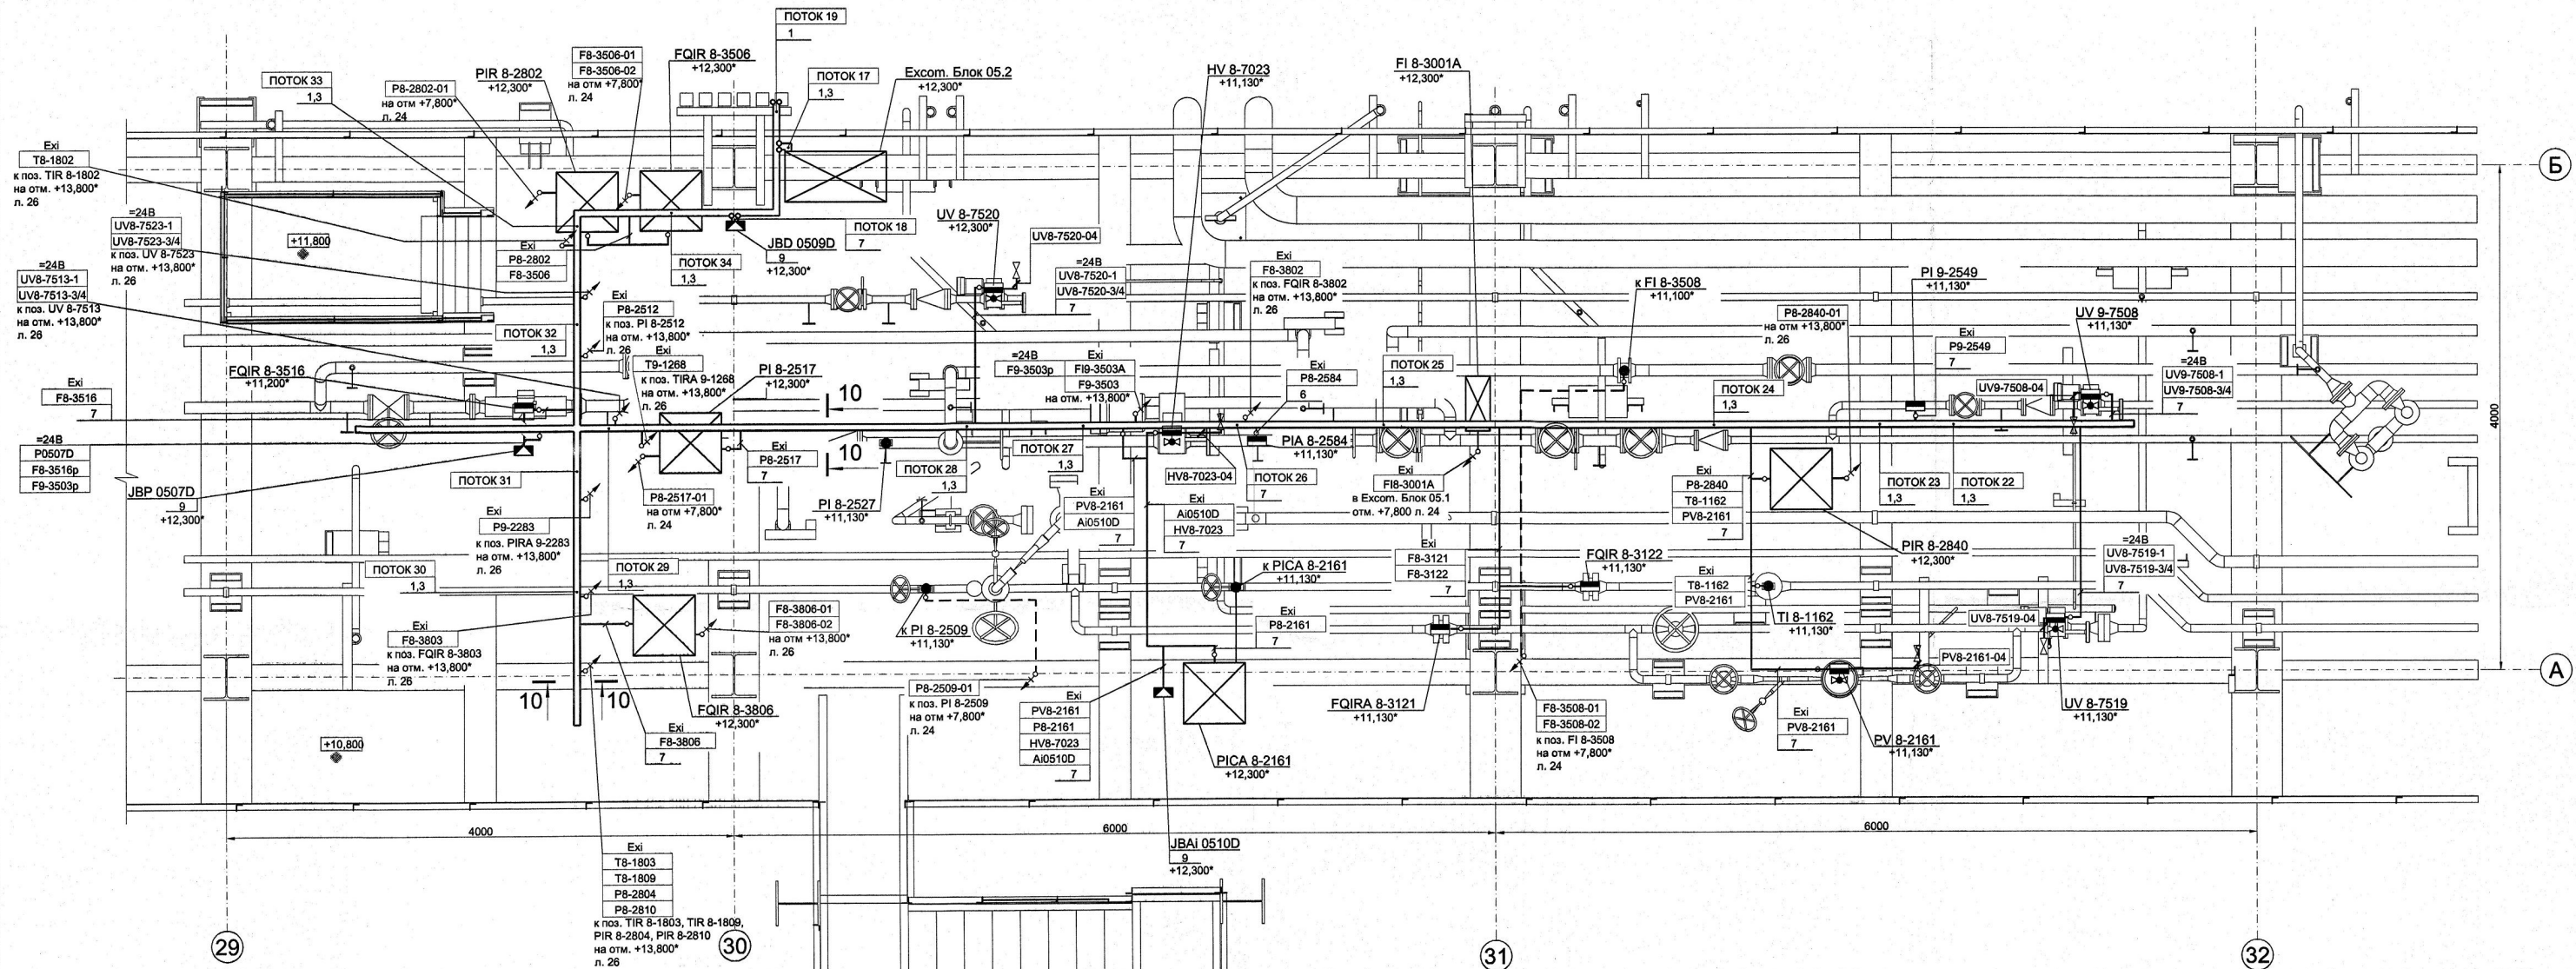 ПОТОК 19
1
F8-3506-01
F8-3506-02
на отм +7,800*
л. 24
FQIR 8-3506
+12,300*
ПОТОК 33
1,3
P8-2802-01
на отм +7,800*
л. 24
PIR 8-2802
+12,300*
ПОТОК 17
1,3
Excom. Блок 05.2
+12,300*
HV 8-7023
+11,130*
FI 8-3001A
+12,300*
Б
Exi
T8-1802
к поз. TIR 8-1802
на отм. +13,800*
л. 26
=24В
UV8-7523-1
UV8-7523-3/4
к поз. UV 8-7523
на отм. +13,800*
л. 26
=24В
UV8-7513-1
UV8-7513-3/4
к поз. UV 8-7513
на отм. +13,800*
л. 26
+11,800
Exi
P8-2802
F8-3506
ПОТОК 34
1,3
JBD 0509D
9
+12,300*
ПОТОК 18
7
UV 8-7520
+12,300*
UV8-7520-04
=24В
UV8-7520-1
UV8-7520-3/4
7
Exi
F8-3802
к поз. FQIR 8-3802
на отм. +13,800*
л. 26
к FI 8-3508
+11,100*
P8-2840-01
на отм +13,800*
л. 26
PI 9-2549
+11,130*
UV 9-7508
+11,130*
Exi
P8-2512
к поз. PI 8-2512
на отм. +13,800*
л. 26
ПОТОК 32
1,3
Exi
T9-1268
к поз. TIRA 9-1268
на отм. +13,800*
л. 26
PI 8-2517
+12,300*
10
10
=24В
F9-3503р
Exi
FI9-3503A
F9-3503
на отм. +13,800*
Exi
P8-2584
6
ПОТОК 25
1,3
ПОТОК 24
1,3
Exi
P9-2549
7
UV9-7508-04
=24В
UV9-7508-1
UV9-7508-3/4
7
4000
Exi
F8-3516
7
FQIR 8-3516
+11,200*
=24В
P0507D
F8-3516р
F9-3503р
JBP 0507D
9
+12,300*
ПОТОК 31
Exi
P8-2517
7
P8-2517-01
на отм +7,800*
л. 24
PI 8-2527
+11,130*
ПОТОК 28
1,3
ПОТОК 27
1,3
HV8-7023-04
ПОТОК 26
7
PIA 8-2584
+11,130*
Exi
FI8-3001A
в Excom. Блок 05.1
отм. +7,800 л. 24
Exi
P8-2840
T8-1162
PV8-2161
7
ПОТОК 23
1,3
ПОТОК 22
1,3
Exi
P9-2283
к поз. PIRA 9-2283
на отм. +13,800*
л. 26
Exi
PV8-2161
Ai0510D
7
Exi
Ai0510D
HV8-7023
7
Exi
F8-3121
F8-3122
7
FQIR 8-3122
+11,130*
PIR 8-2840
+12,300*
=24В
UV8-7519-1
UV8-7519-3/4
7
ПОТОК 30
1,3
ПОТОК 29
1,3
к PICA 8-2161
+11,130*
Exi
T8-1162
PV8-2161
TI 8-1162
+11,130*
UV8-7519-04
Exi
F8-3803
к поз. FQIR 8-3803
на отм. +13,800*
л. 26
F8-3806-01
F8-3806-02
на отм +13,800*
л. 26
к PI 8-2509
+11,130*
Exi
P8-2161
7
PV8-2161-04
А
10
10
FQIR 8-3806
+12,300*
P8-2509-01
к поз. PI 8-2509
на отм +7,800*
л. 24
Exi
PV8-2161
P8-2161
HV8-7023
Ai0510D
7
PICA 8-2161
+12,300*
FQIRA 8-3121
+11,130*
F8-3508-01
F8-3508-02
к поз. FI 8-3508
на отм +7,800*
л. 24
Exi
PV8-2161
7
PV 8-2161
+11,130*
UV 8-7519
+11,130*
+10,800
Exi
F8-3806
7
4000
6000
6000
JBAi 0510D
9
+12,300*
Exi
T8-1803
T8-1809
P8-2804
P8-2810
к поз. TIR 8-1803, TIR 8-1809,
PIR 8-2804, PIR 8-2810
на отм. +13,800*
л. 26
29
30
31
32